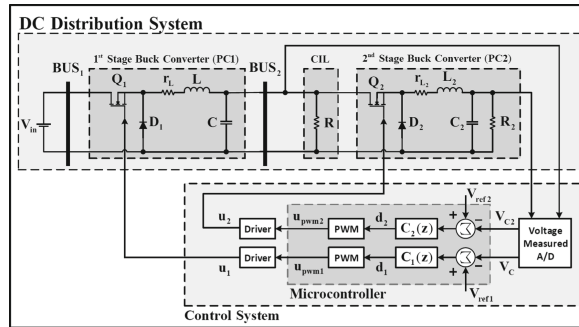 DC Distribution System
1st Stage Buck Converter (PC1)
CIL
2nd Stage Buck Converter (PC2)
BUS1
BUS2
Q1
rL
L
Q2
rL2
L2
Vin
D1
C
R
D2
C2
R2
Vref2
u2
upwm2
d2
VC2
Driver
PWM
C2(z)
+
−
Σ
Voltage
Measured
A/D
Driver
PWM
C1(z)
Σ
−
+
u1
upwm1
d1
VC
Vref1
Microcontroller
Control System